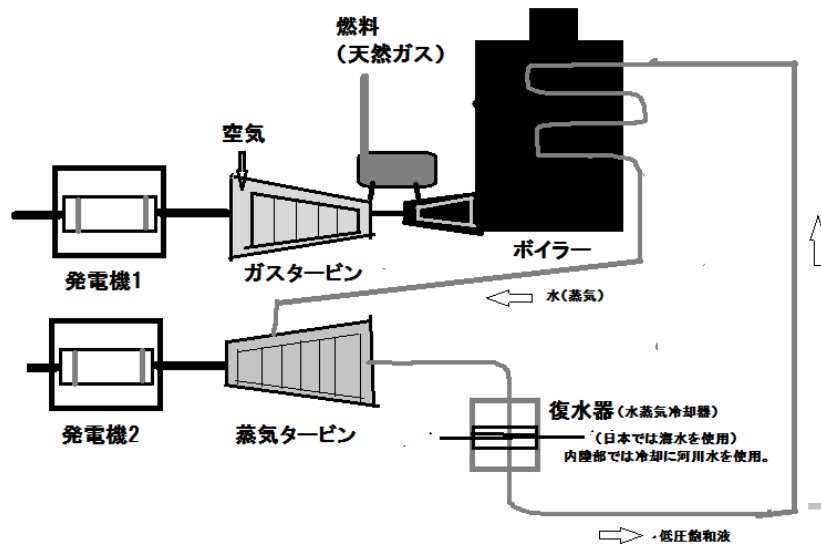 燃料
(天然ガス)
空気
ボイラー
ガスタービン
発電機1
水(蒸気)
復水器(水蒸気冷却器)
(日本では海水を使用)
内陸部では冷却に河川水を使用。
発電機2
蒸気タービン
低圧飽和液